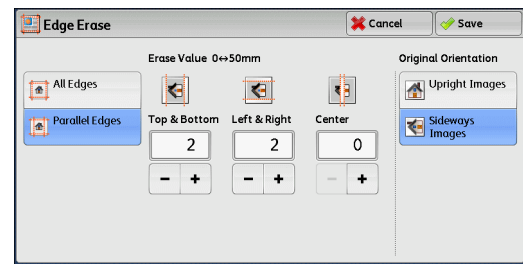 Edge Erase
Cancel
Save
Erase Value 0↔50mm
Original Orientation
All Edges
Parallel Edges
Top & Bottom
Left & Right
Center
2
2
0
− +
− +
− +
Upright Images
Sideways
Images